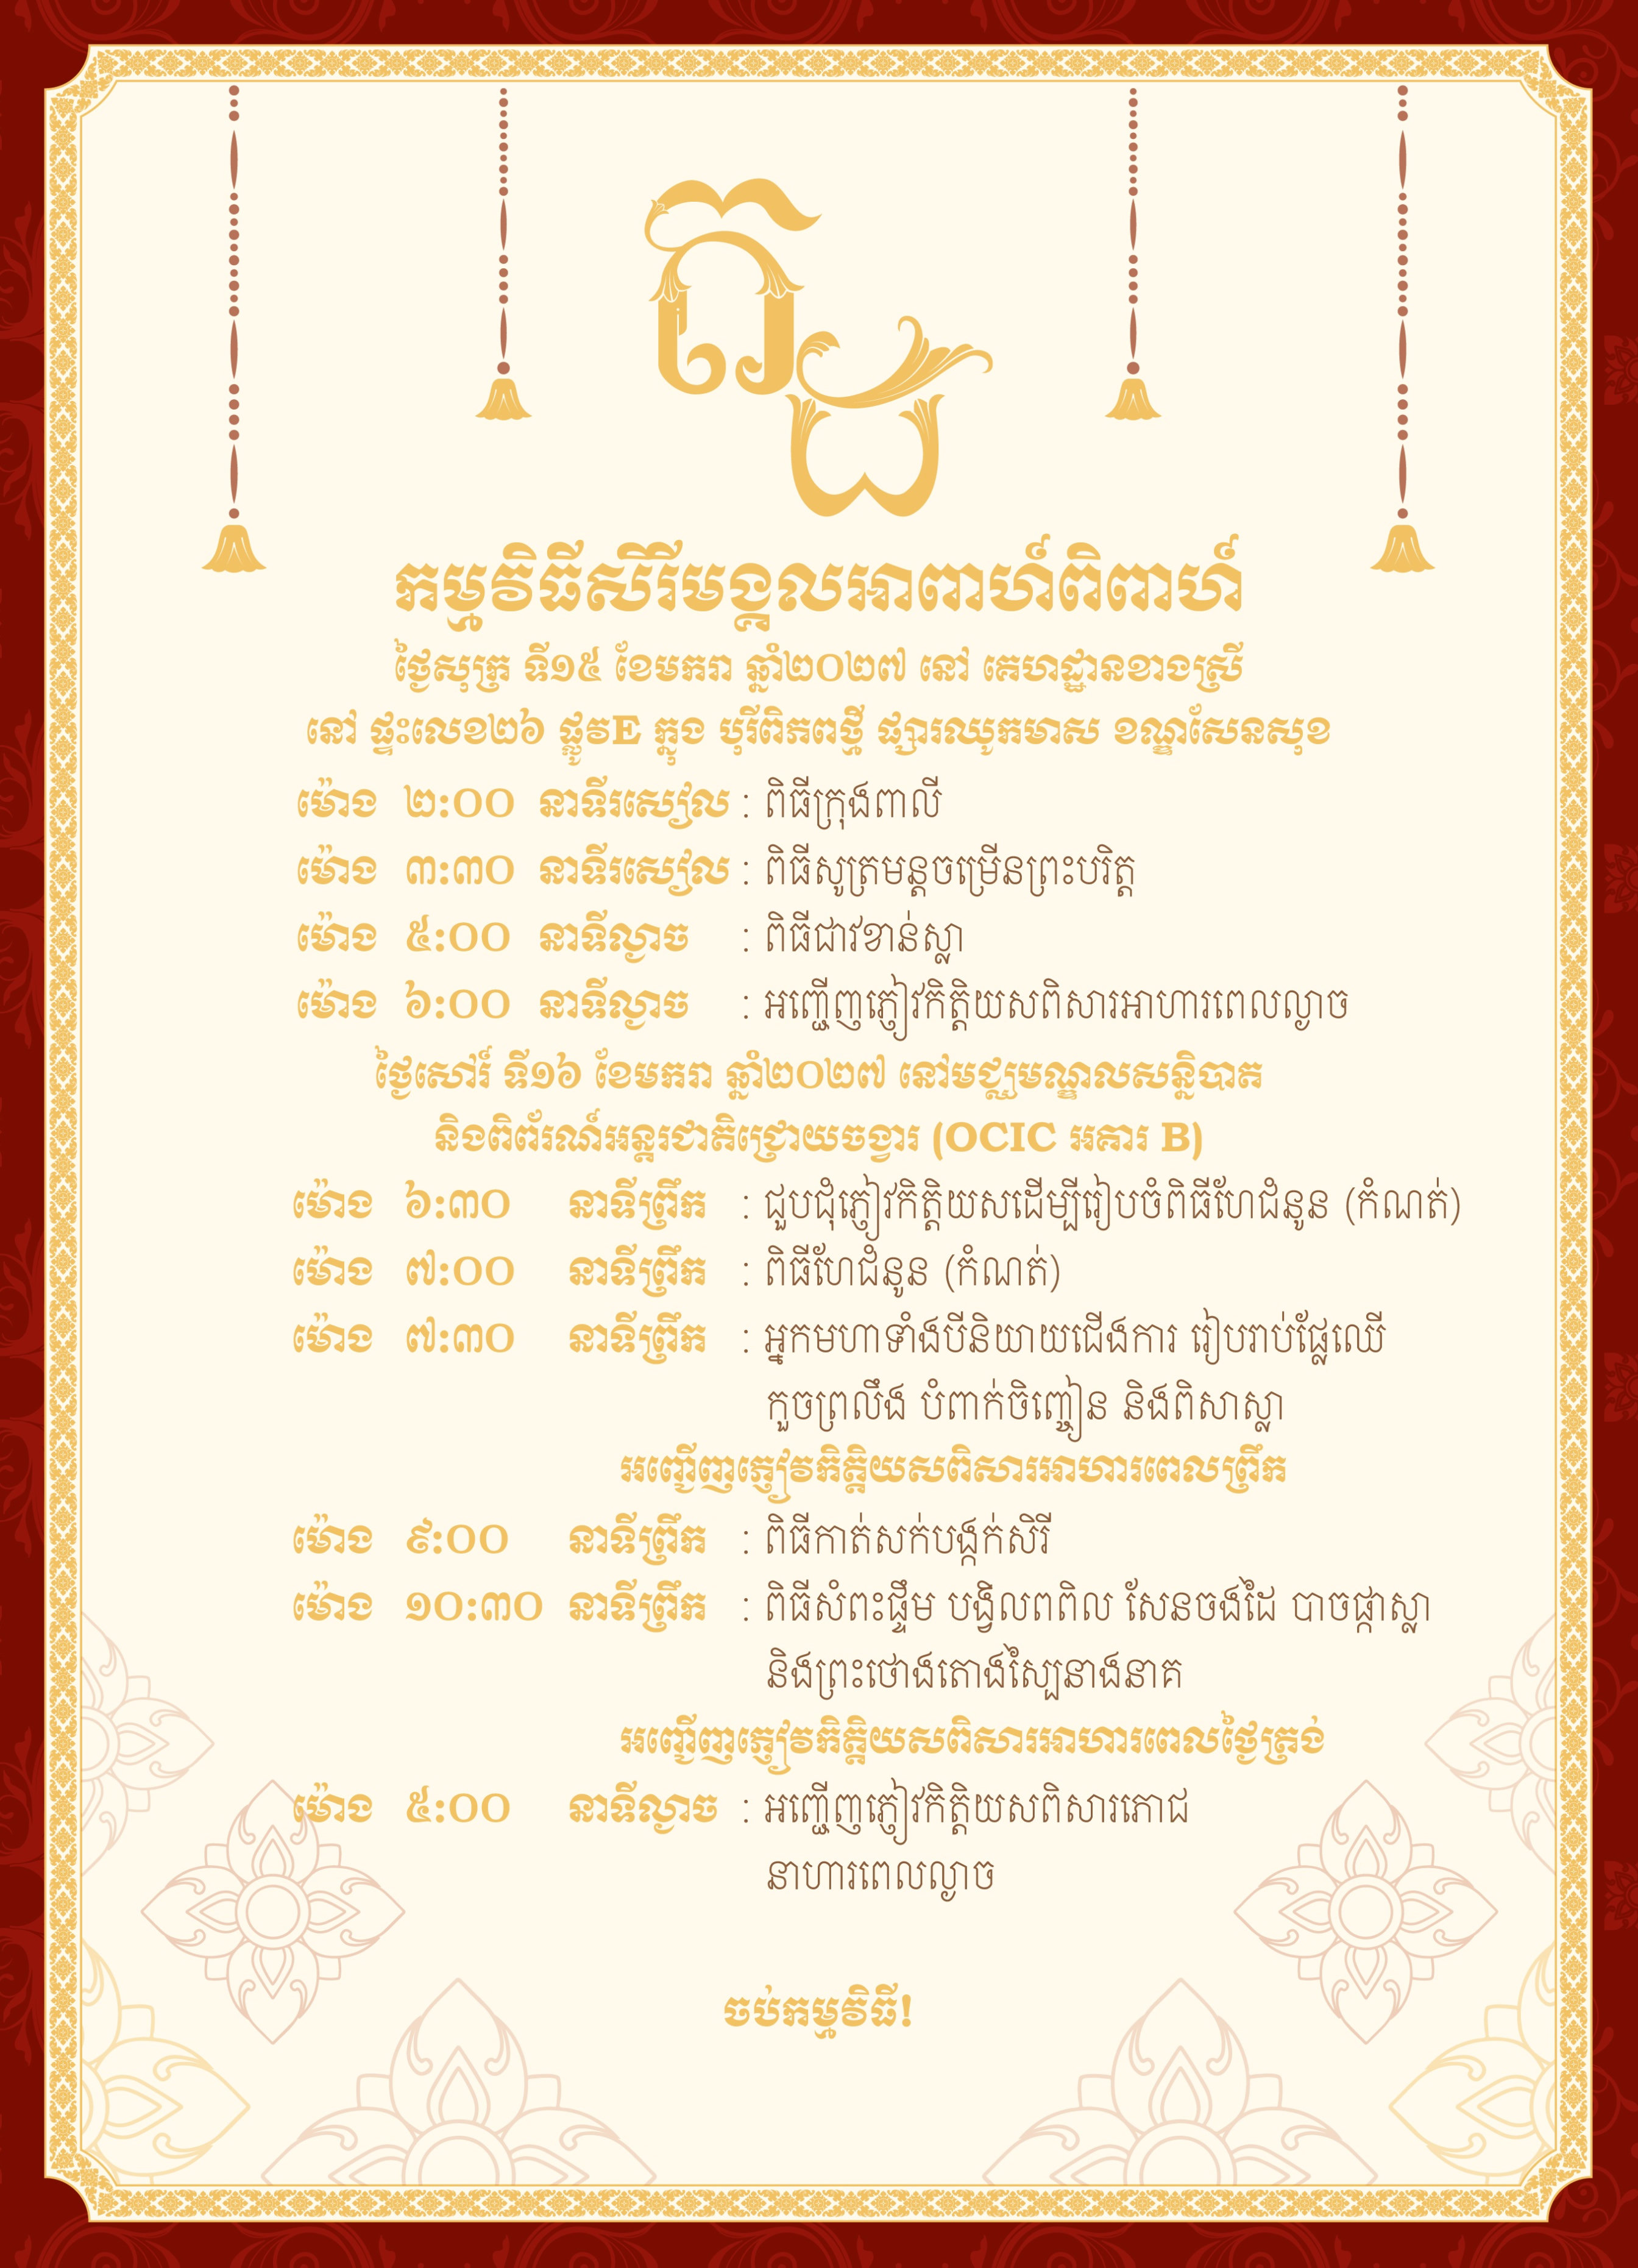 កម្មវិធីសិរីមង្គលអាពាហ៍ពិពាហ៍
ថ្ងៃសុក្រ ទី១៥ ខែមករា ឆ្នាំ២០២៧ នៅ គេហដ្ឋានខាងស្រី
នៅ ផ្ទះលេខ២៦ ផ្លូវE ក្នុង បុរីពិភពថ្មី ផ្សារឈូកមាស ខណ្ឌសែនសុខ
ម៉ោង ២:០០ នាទីរសៀល : ពិធីក្រុងពាលី
ម៉ោង ៣:៣០ នាទីរសៀល : ពិធីសូត្រមន្តចម្រើនព្រះបរិត្ត
ម៉ោង ៥:០០ នាទីល្ងាច : ពិធីជាវខាន់ស្លា
ម៉ោង ៦:០០ នាទីល្ងាច : អញ្ជើញភ្ញៀវកិត្តិយសពិសារអាហារពេលល្ងាច
ថ្ងៃសៅរ៍ ទី១៦ ខែមករា ឆ្នាំ២០២៧ នៅមជ្ឈមណ្ឌលសន្និបាត
និងពិព័រណ៍អន្តរជាតិជ្រោយចង្វារ (OCIC អគារ B)
ម៉ោង ៦:៣០ នាទីព្រឹក : ជួបជុំភ្ញៀវកិត្តិយសដើម្បីរៀបចំពិធីហែជំនូន (កំណត់)
ម៉ោង ៧:០០ នាទីព្រឹក : ពិធីហែជំនូន (កំណត់)
ម៉ោង ៧:៣០ នាទីព្រឹក : អ្នកមហាទាំងបីនិយាយជើងការ រៀបរាប់ផ្លែឈើ
កួចព្រលឹង បំពាក់ចិញ្ចៀន និងពិសាស្លា
អញ្ជើញភ្ញៀវកិត្តិយសពិសារអាហារពេលព្រឹក
ម៉ោង ៩:០០ នាទីព្រឹក : ពិធីកាត់សក់បង្កក់សិរី
ម៉ោង ១០:៣០ នាទីព្រឹក : ពិធីសំពះផ្ទឹម បង្វិលពពិល សែនចងដៃ បាចផ្កាស្លា
និងព្រះថោងតោងស្បៃនាងនាគ
អញ្ជើញភ្ញៀវកិត្តិយសពិសារអាហារពេលថ្ងៃត្រង់
ម៉ោង ៥:០០ នាទីល្ងាច : អញ្ជើញភ្ញៀវកិត្តិយសពិសារភោជ
នាហារពេលល្ងាច
ចប់កម្មវិធី!